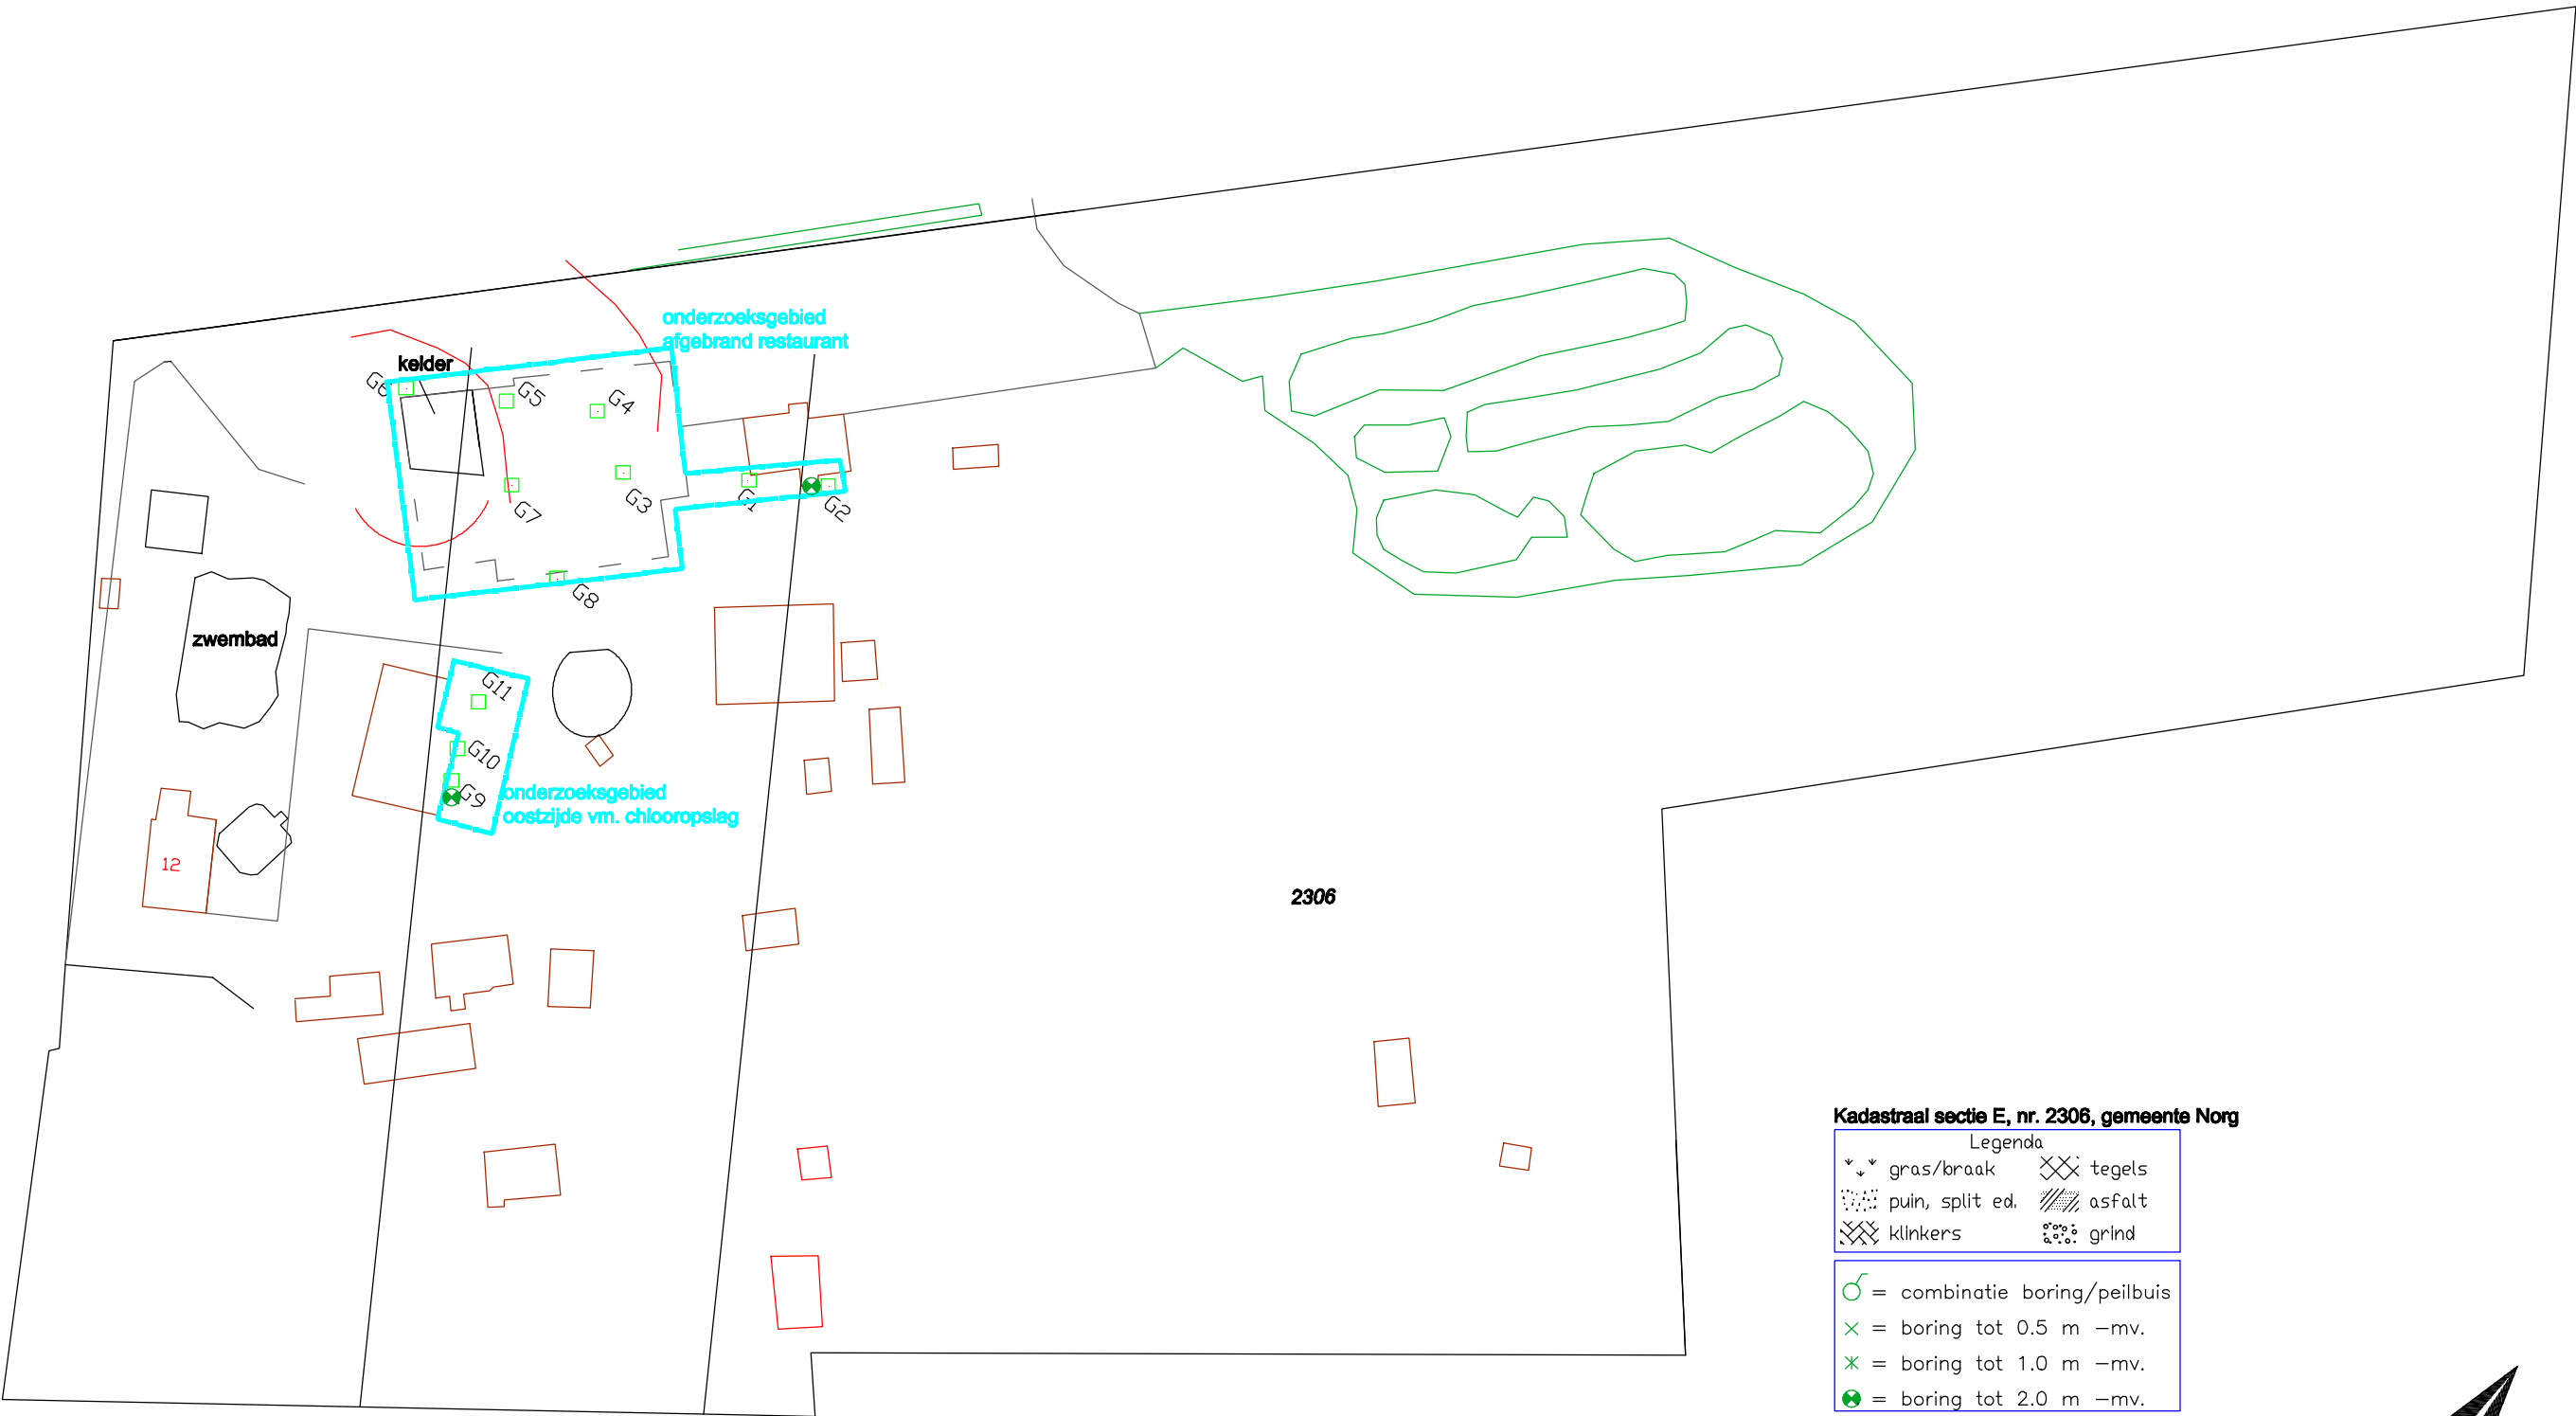 onderzoeksgebied
afgebrand restaurant
kelder
G6
G5
G4
G3
G7
G1
G2
G8
zwembad
G11
G10
G9
onderzoeksgebied
oostzijde vm. chlooropslag
12
2306
Kadastraal sectie E, nr. 2306, gemeente Norg
Legenda
gras/braak
tegels
puin, split ed.
asfalt
klinkers
grind
= combinatie boring/peilbuis
= boring tot 0.5 m -mv.
= boring tot 1.0 m -mv.
= boring tot 2.0 m -mv.